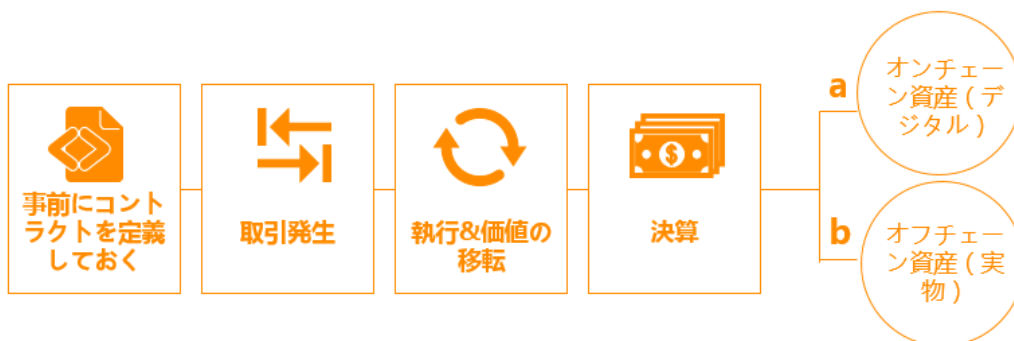 事前にコント
ラクトを定義
しておく
取引発生
執行&価値の
移転
$
決算
a
オンチェー
ン資産 ( デ
ジタル )
b
オフチェー
ン資産 ( 実
物 )